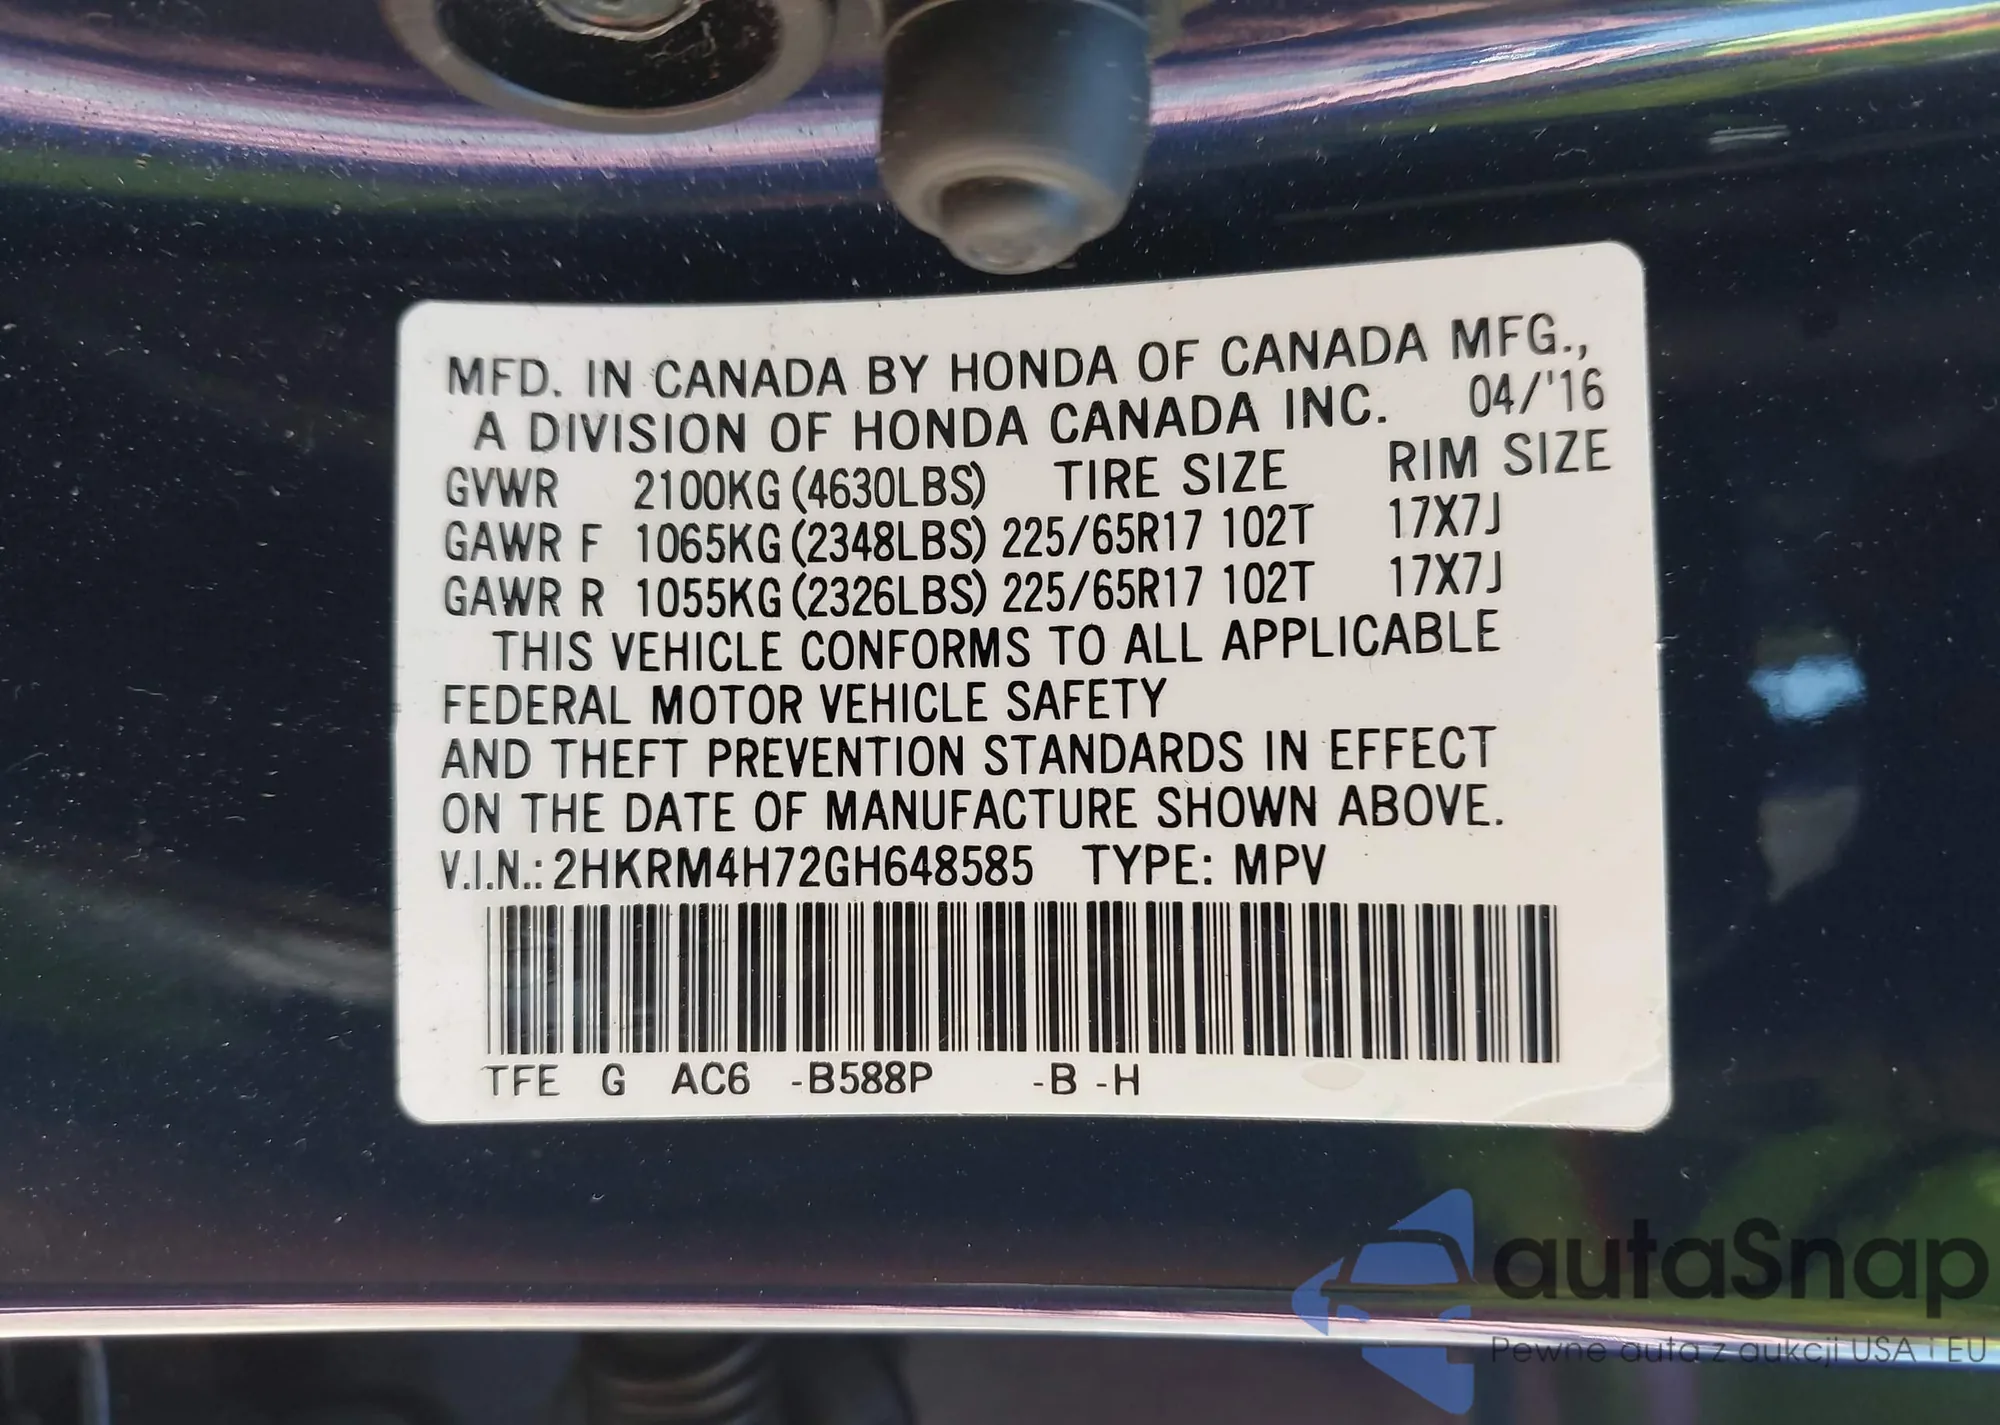 MFD. IN CANADA BY HONDA OF CANADA MFG.,
A DIVISION OF HONDA CANADA INC. 04/'16
GVWR 2100KG (4630LBS) TIRE SIZE RIM SIZE
GAWR F 1065KG (2348LBS) 225/65R17 102T 17X7J
GAWR R 1055KG (2326LBS) 225/65R17 102T 17X7J
THIS VEHICLE CONFORMS TO ALL APPLICABLE
FEDERAL MOTOR VEHICLE SAFETY
AND THEFT PREVENTION STANDARDS IN EFFECT
ON THE DATE OF MANUFACTURE SHOWN ABOVE.
V.I.N.: 2HKRM4H72GH648585 TYPE: MPV
TFE G AC6 -B588P -B -H
autaSnap
Pewne auta z aukcji USA i EU